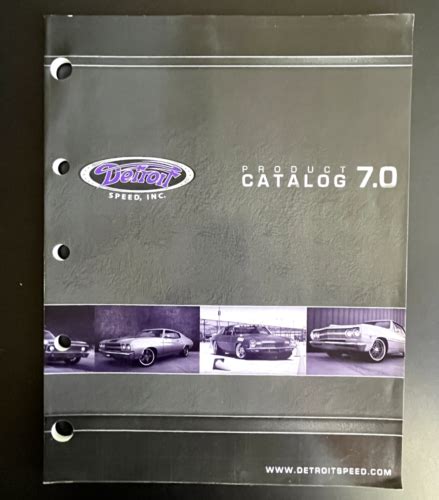 Detroit
SPEED, INC.
PRODUCT
CATALOG 7.0
WWW.DETROITSPEED.COM